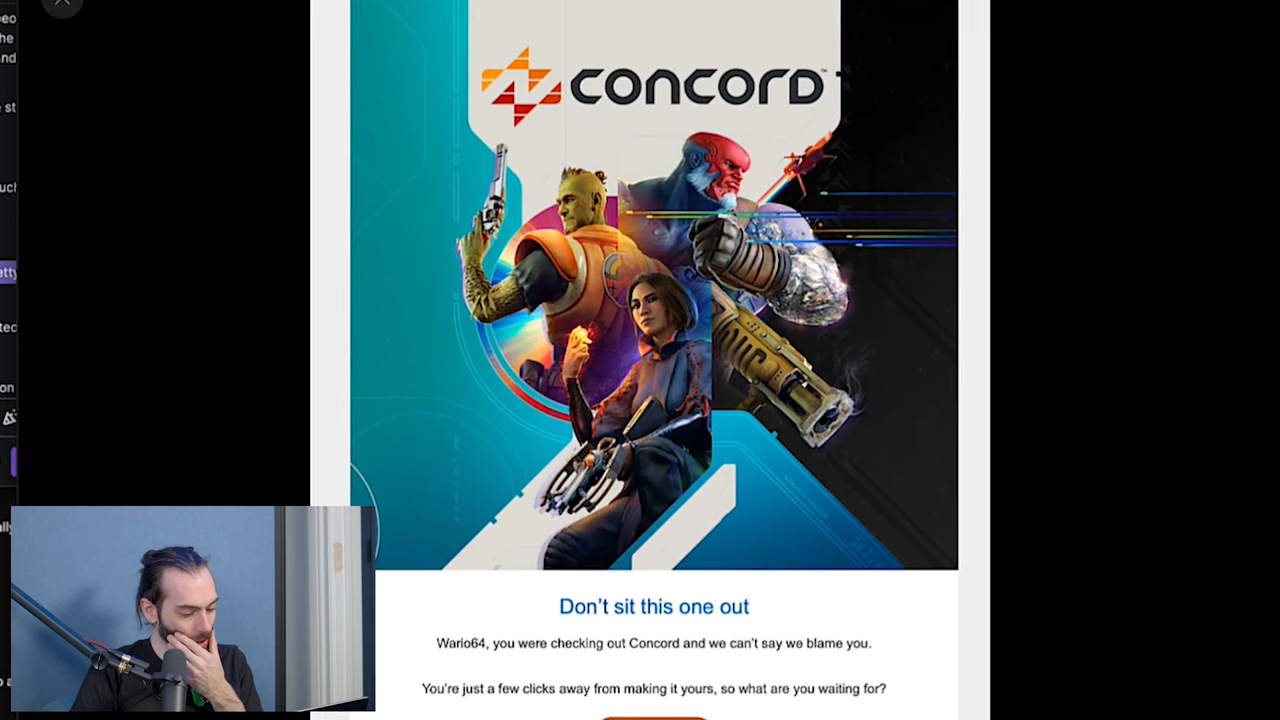 CONCORD™
Don't sit this one out
Wario64, you were checking out Concord and we can't say we blame you.
You're just a few clicks away from making it yours, so what are you waiting for?